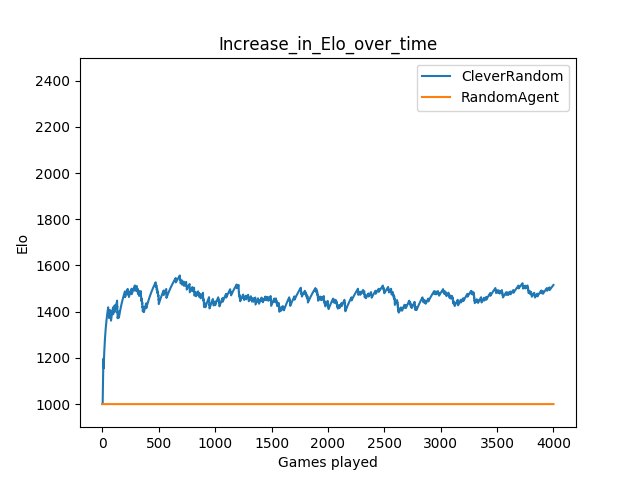 Increase_in_Elo_over_time
CleverRandom
RandomAgent
Elo
2400
2200
2000
1800
1600
1400
1200
1000
0 500 1000 1500 2000 2500 3000 3500 4000
Games played